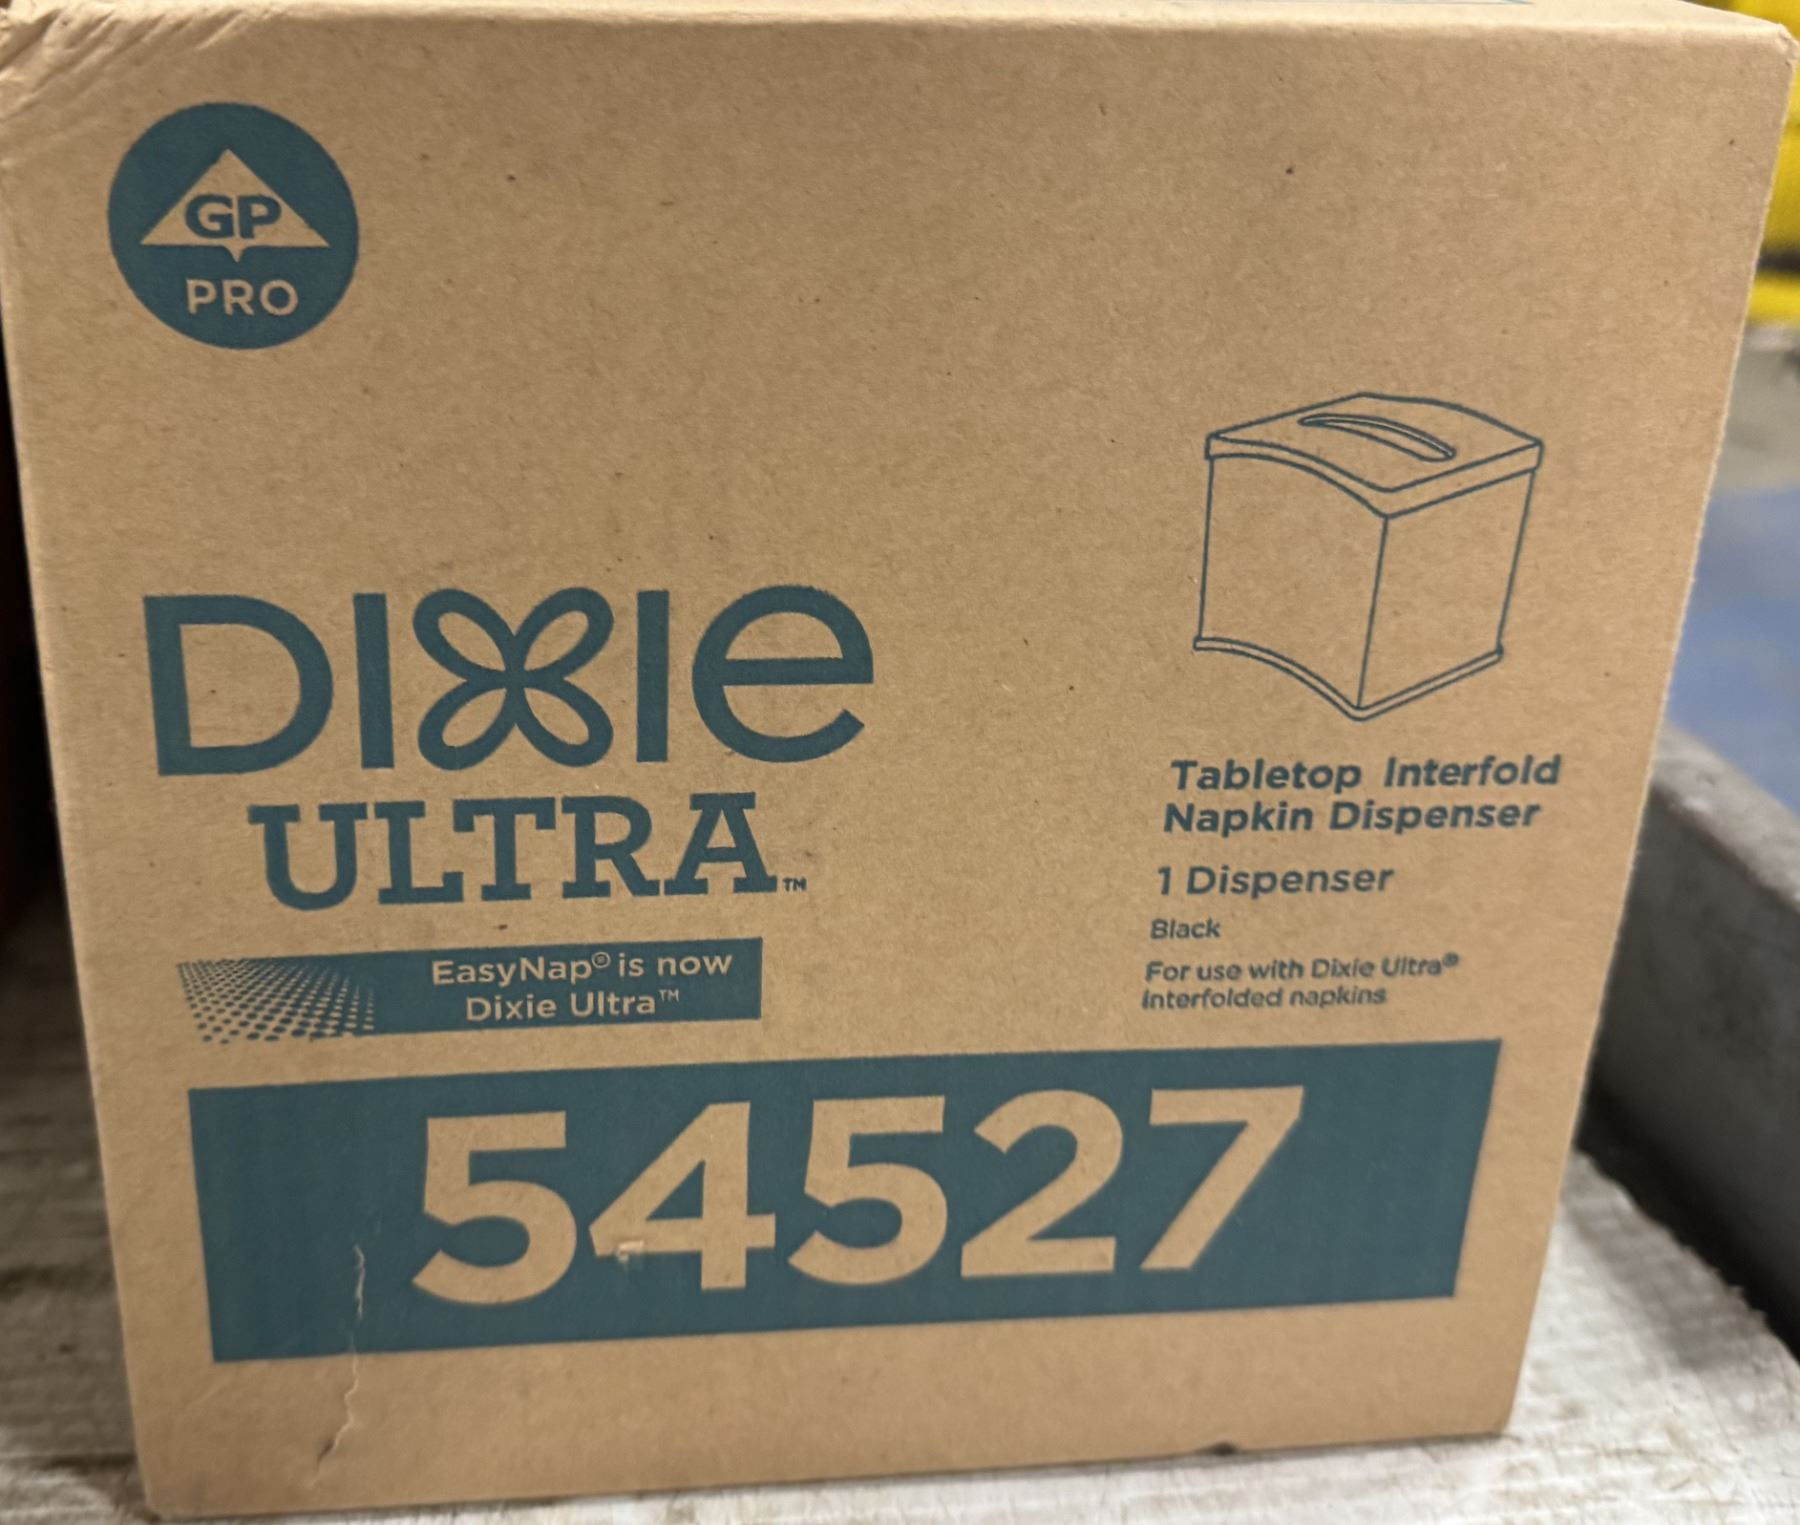 GP
PRO
DIXIE
ULTRA™
EasyNap® is now
Dixie Ultra™
Tabletop Interfold
Napkin Dispenser
1 Dispenser
Black
For use with Dixie Ultra®
interfolded napkins
54527